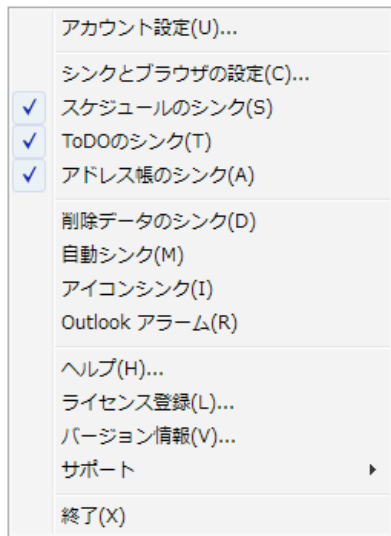 アカウント設定(U)...
シンクとブラウザの設定(C)...
スケジュールのシンク(S)
ToDOのシンク(T)
アドレス帳のシンク(A)
削除データのシンク(D)
自動シンク(M)
アイコンシンク(I)
Outlook アラーム(R)
ヘルプ(H)...
ライセンス登録(L)...
バージョン情報(V)...
サポート
終了(X)